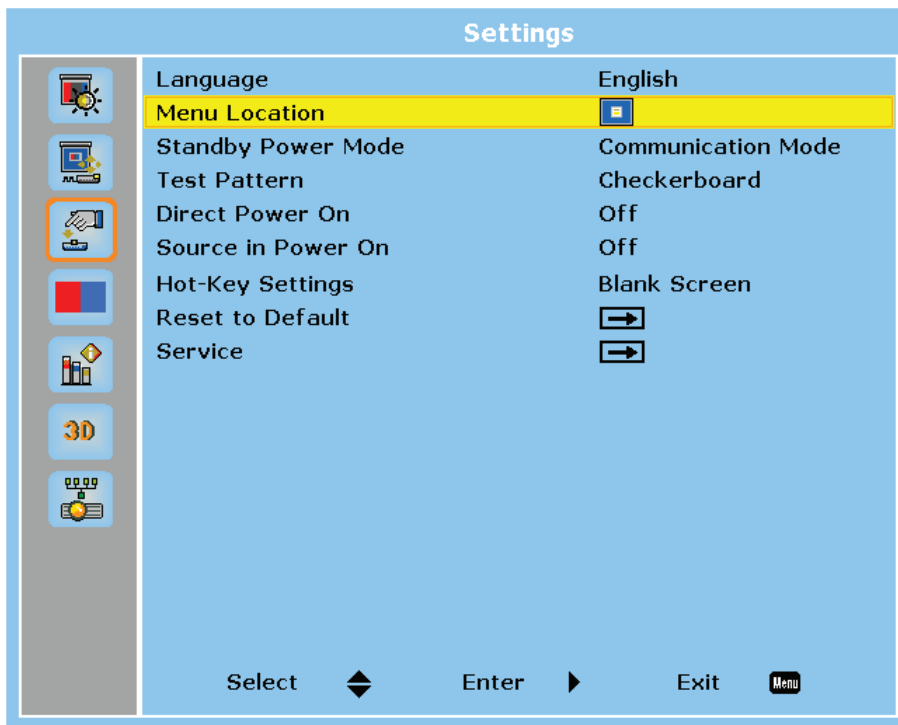 Settings
Language English
Menu Location
Standby Power Mode Communication Mode
Test Pattern Checkerboard
Direct Power On Off
Source in Power On Off
Hot-Key Settings Blank Screen
Reset to Default
Service
3D
Select Enter Exit Menu